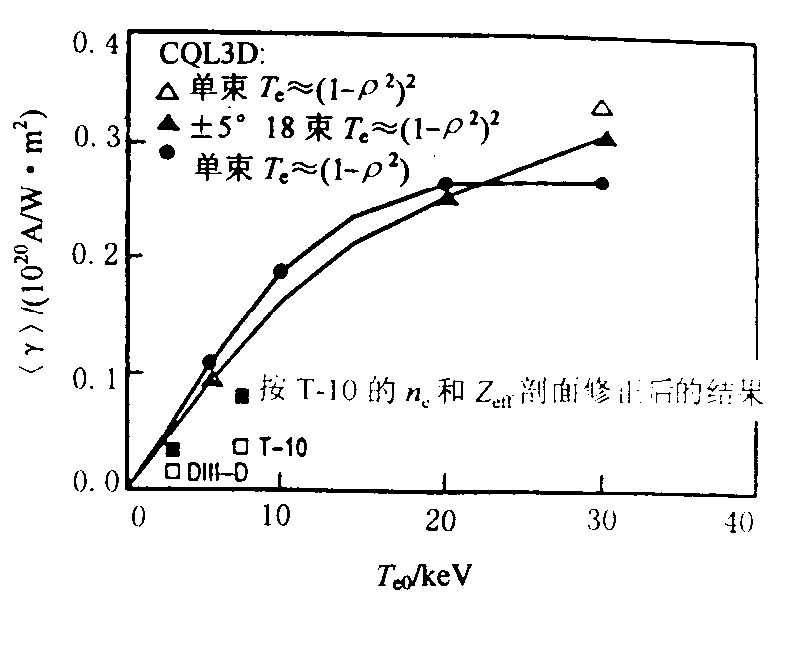 0.4
CQL3D:
△ 单束 Te≈(1-ρ²)²
▲ ±5° 18 束 Te≈(1-ρ²)²
● 单束 Te≈(1-ρ²)
0.3
0.2
0.1
0.0
⟨γ⟩/(10²⁰A/W·m²)
■ 按 T-10 的 ne 和 Zeff 剖面修正后的结果
□ T-10
□ DIII-D
0 10 20 30 40
Te0/keV